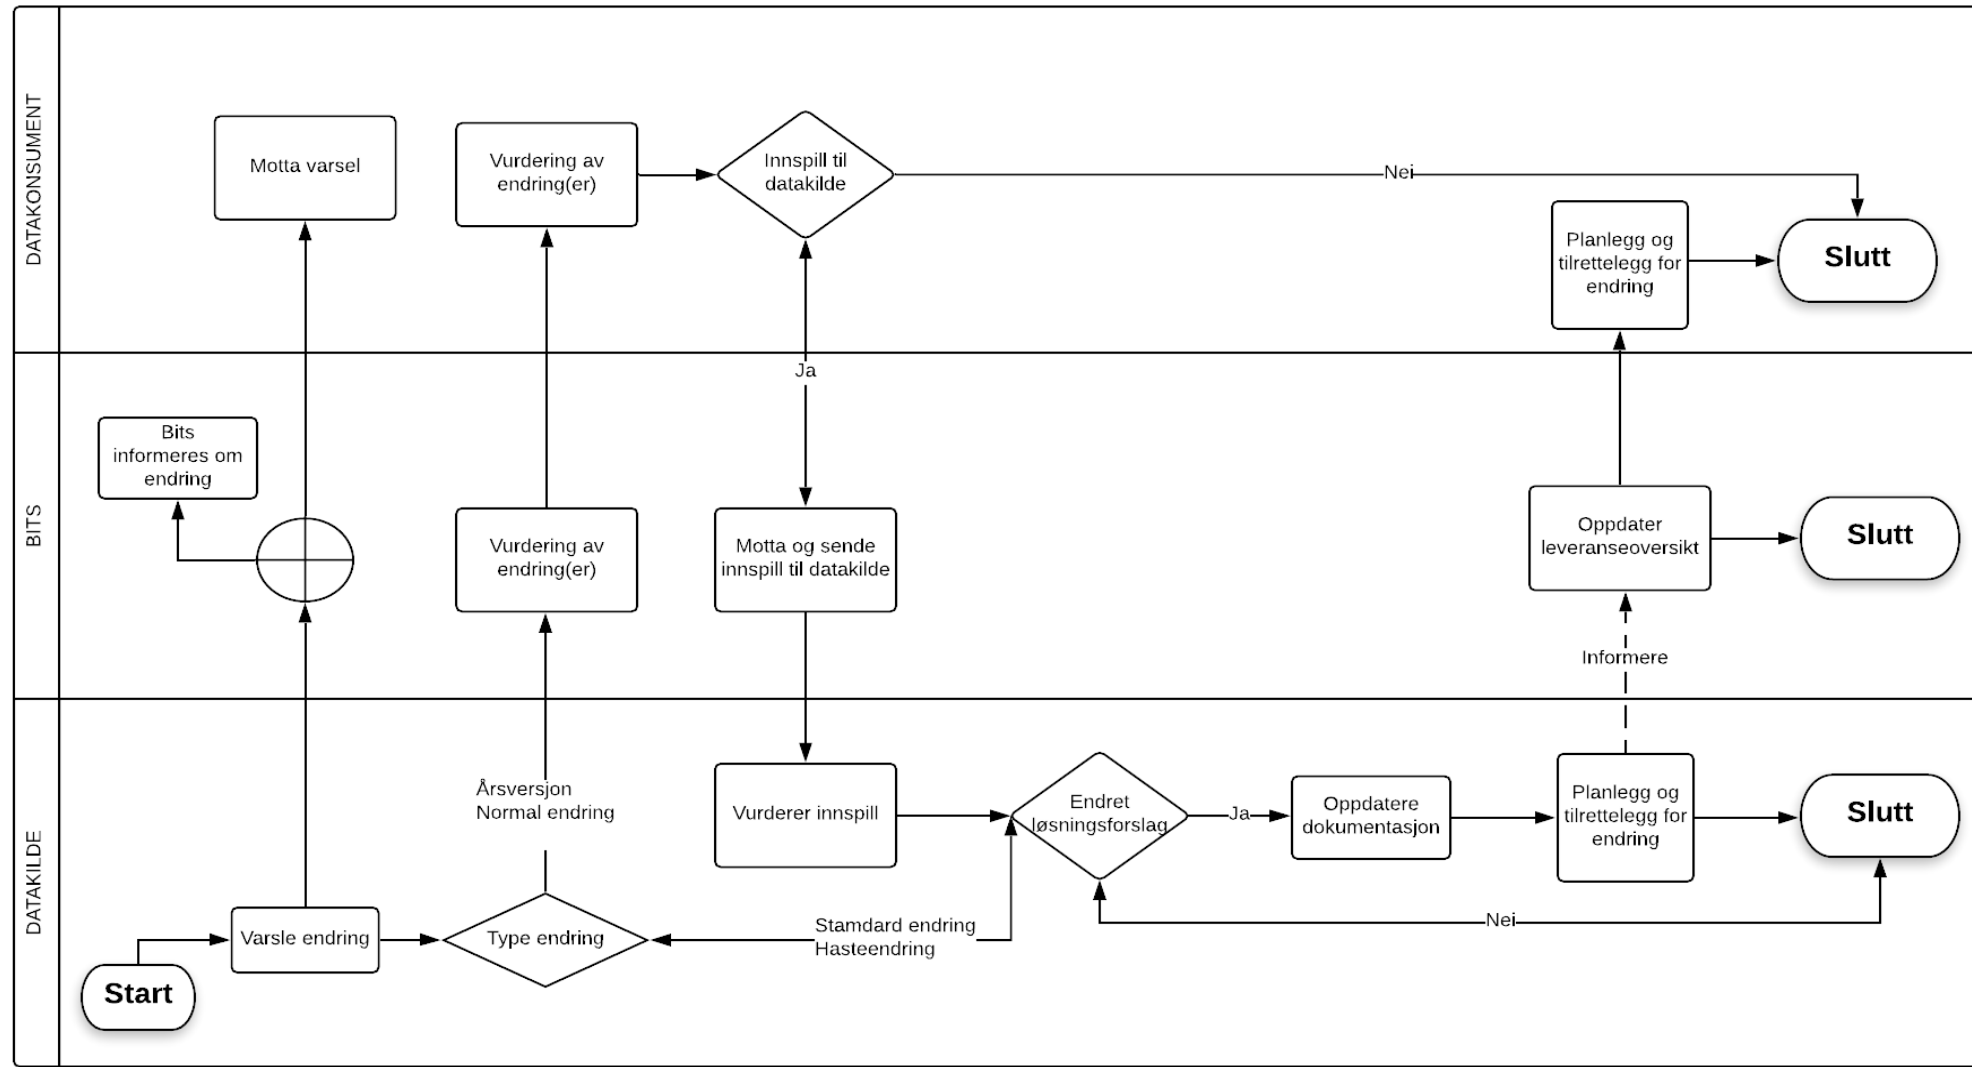 DATAKONSUMENT
Motta varsel
Vurdering av
endring(er)
Innspill til
datakilde
Nei
Planlegg og
tilrettelegg for
endring
Slutt
BITS
Ja
Bits
informeres om
endring
Vurdering av
endring(er)
Motta og sende
innspill til datakilde
Oppdater
leveranseoversikt
Slutt
Informere
DATAKILDE
Årsversjon
Normal endring
Vurderer innspill
Endret
løsningsforslag
Ja
Oppdatere
dokumentasjon
Planlegg og
tilrettelegg for
endring
Slutt
Varsle endring
Type endring
Stamdard endring
Hasteendring
Nei
Start